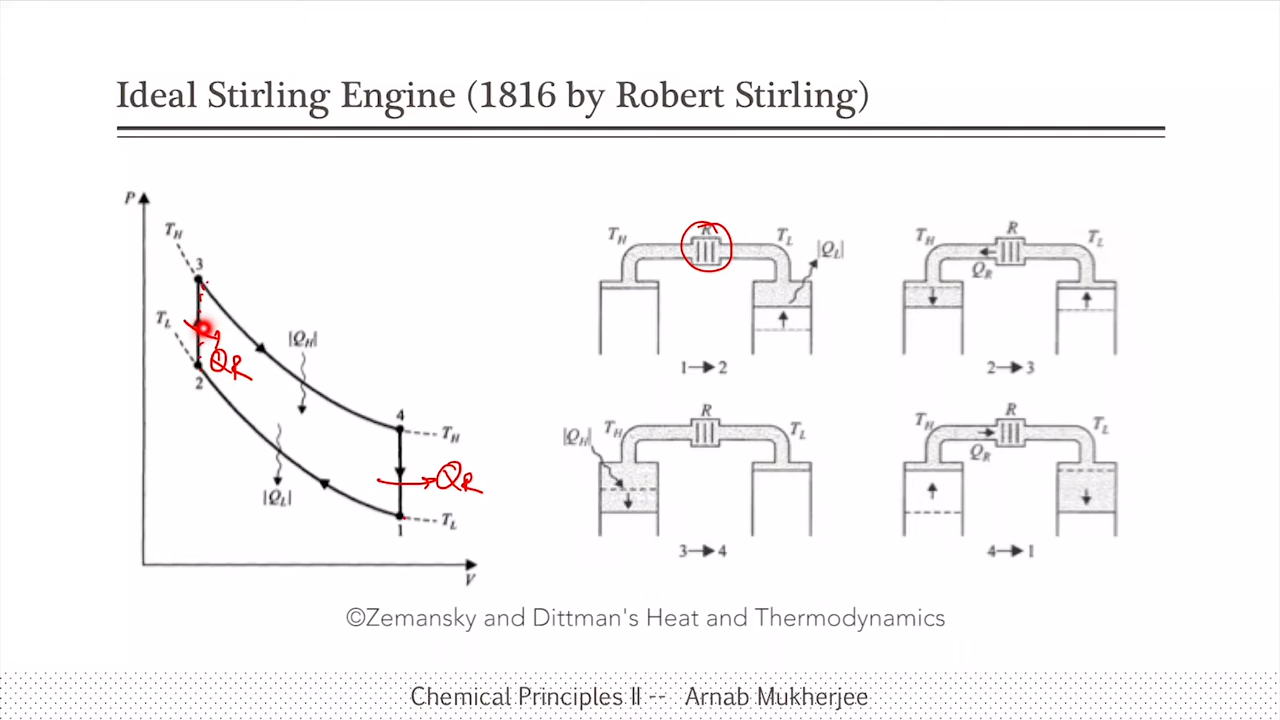 Ideal Stirling Engine (1816 by Robert Stirling)
P
T_H
3
T_L
2
Q_R
|Q_H|
|Q_L|
4
T_H
Q_R
T_L
1
V
T_H R T_L
|Q_L|
1→2
T_H R T_L
Q_R
2→3
|Q_H| T_H R T_L
3→4
T_H R T_L
Q_R
4→1
©Zemansky and Dittman's Heat and Thermodynamics
Chemical Principles II -- Arnab Mukherjee